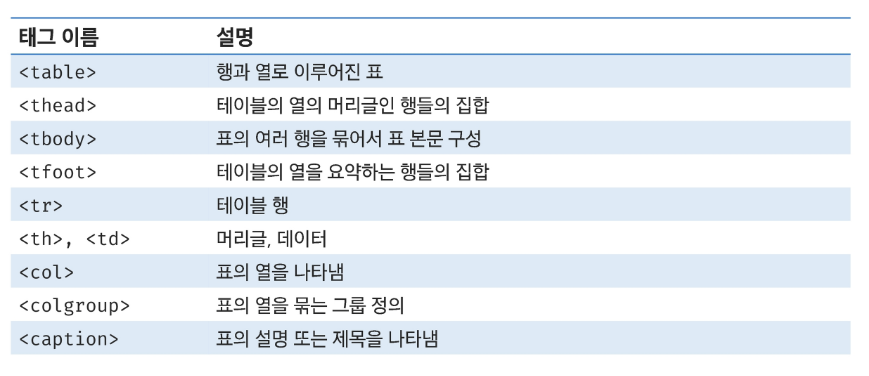 태그 이름 설명
<table> 행과 열로 이루어진 표
<thead> 테이블의 열의 머리글인 행들의 집합
<tbody> 표의 여러 행을 묶어서 표 본문 구성
<tfoot> 테이블의 열을 요약하는 행들의 집합
<tr> 테이블 행
<th>, <td> 머리글, 데이터
<col> 표의 열을 나타냄
<colgroup> 표의 열을 묶는 그룹 정의
<caption> 표의 설명 또는 제목을 나타냄